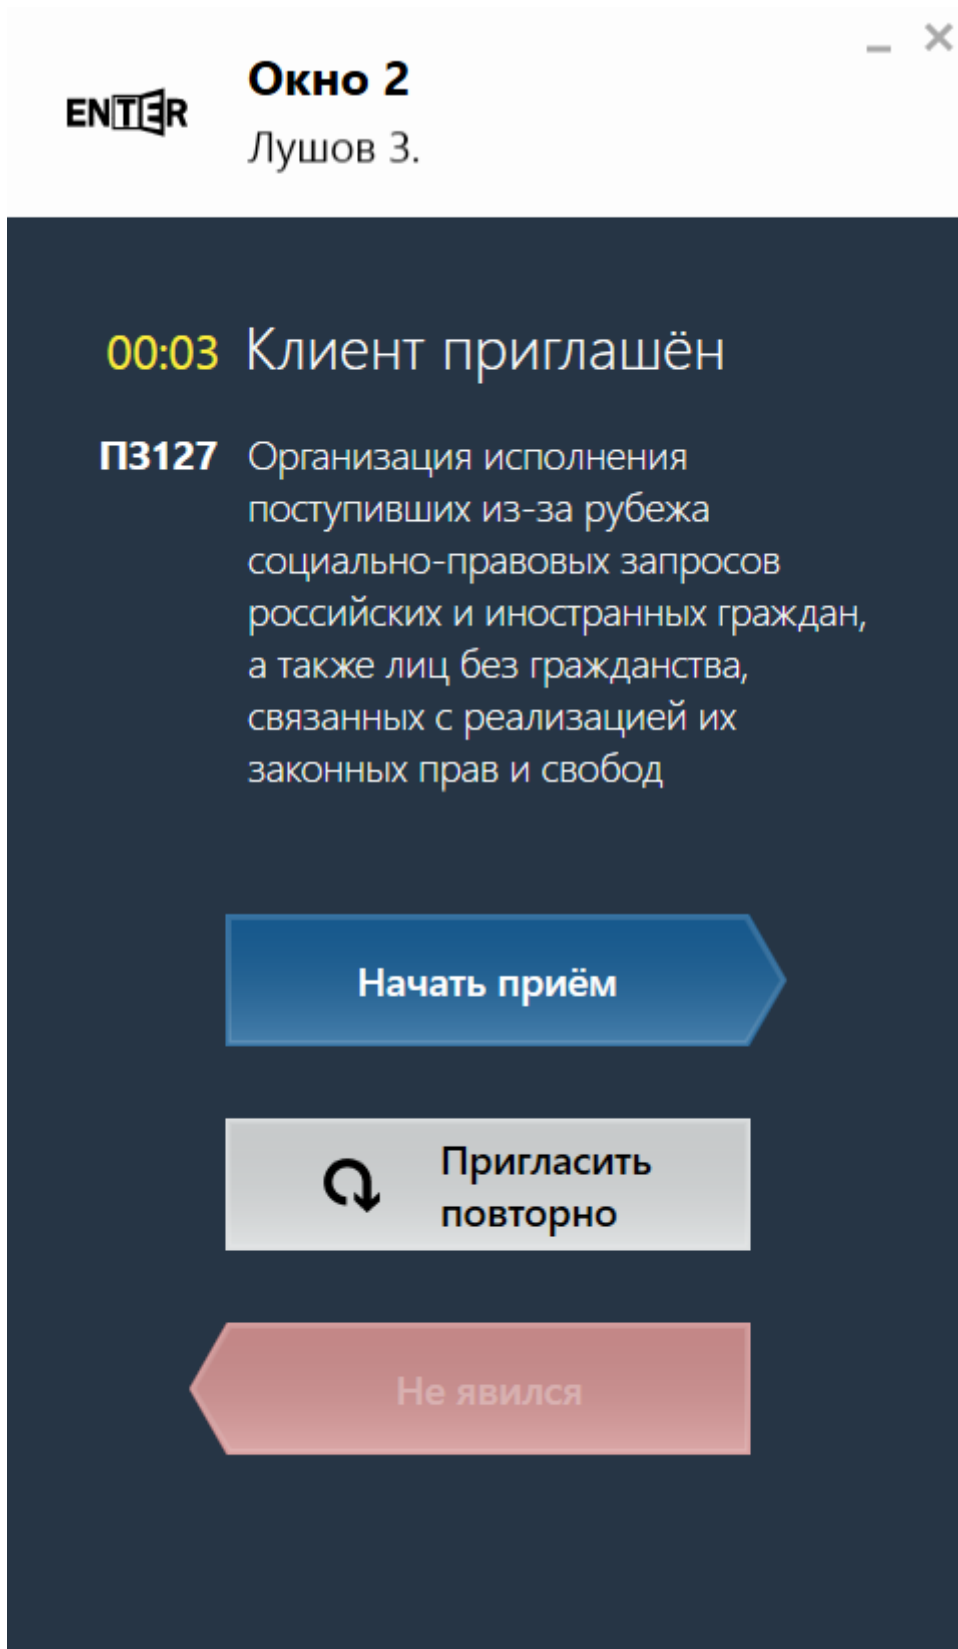 ENTER
Окно 2
Лушов З.
00:03 Клиент приглашён
П3127 Организация исполнения
поступивших из-за рубежа
социально-правовых запросов
российских и иностранных граждан,
а также лиц без гражданства,
связанных с реализацией их
законных прав и свобод
Начать приём
Пригласить
повторно
Не явился